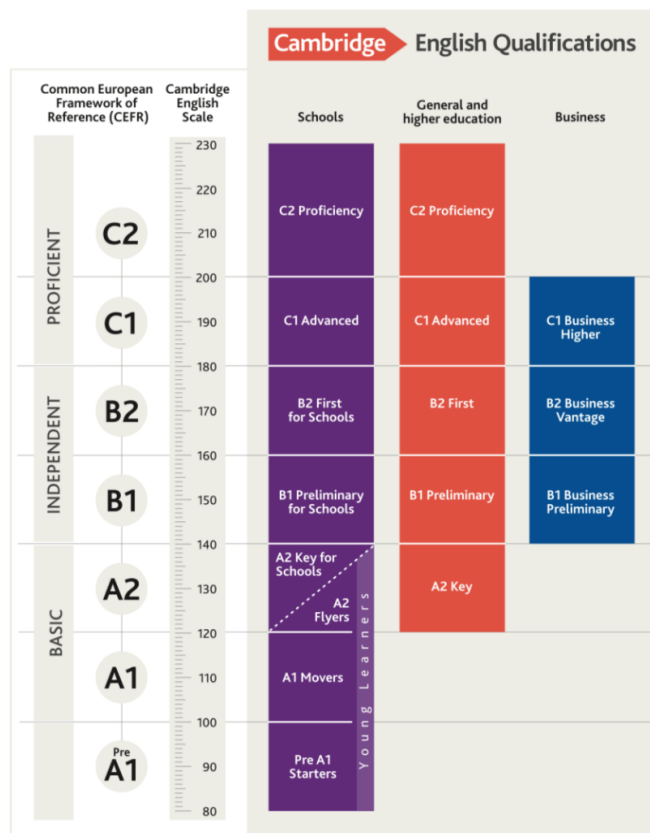 Cambridge English Qualifications
Common European
Framework of
Reference (CEFR)
Cambridge
English
Scale
Schools
General and
higher education
Business
PROFICIENT
INDEPENDENT
BASIC
C2
C1
B2
B1
A2
A1
Pre
A1
230
220
210
200
190
180
170
160
150
140
130
120
110
100
90
80
C2 Proficiency
C1 Advanced
B2 First
for Schools
B1 Preliminary
for Schools
A2 Key for
Schools
A2
Flyers
A1 Movers
Pre A1
Starters
Young Learners
C2 Proficiency
C1 Advanced
B2 First
B1 Preliminary
A2 Key
C1 Business
Higher
B2 Business
Vantage
B1 Business
Preliminary